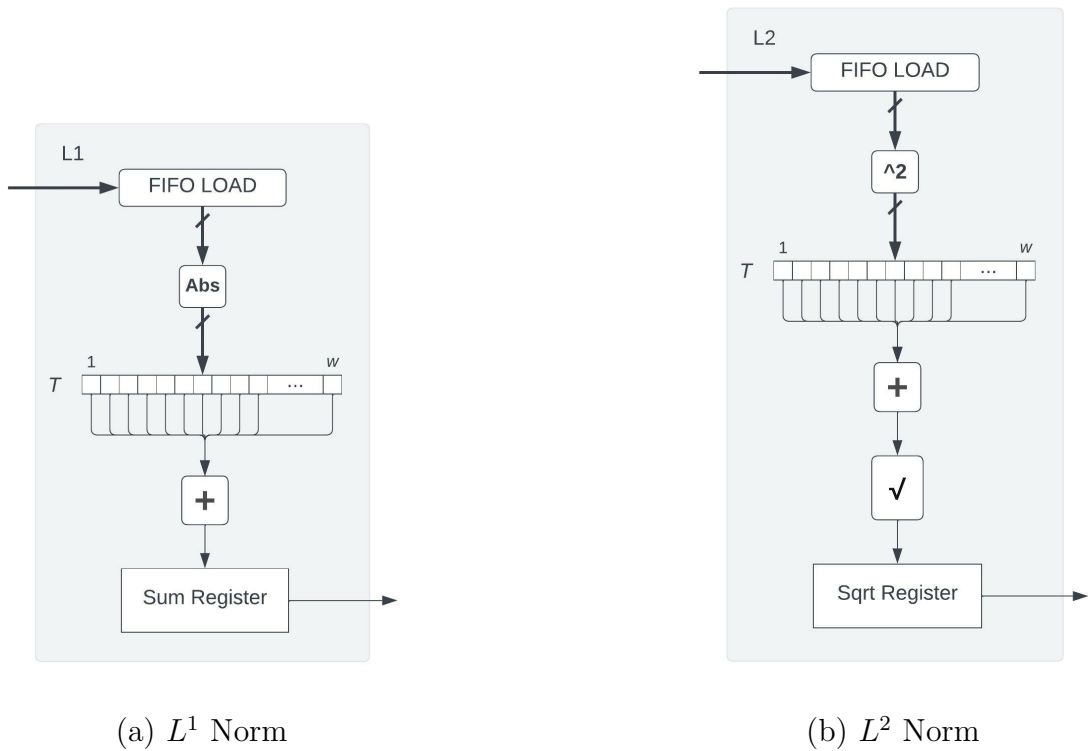 L1
FIFO LOAD
Abs
1 w
T
...
+
Sum Register
(a) L¹ Norm
L2
FIFO LOAD
^2
1 w
T
...
+
√
Sqrt Register
(b) L² Norm